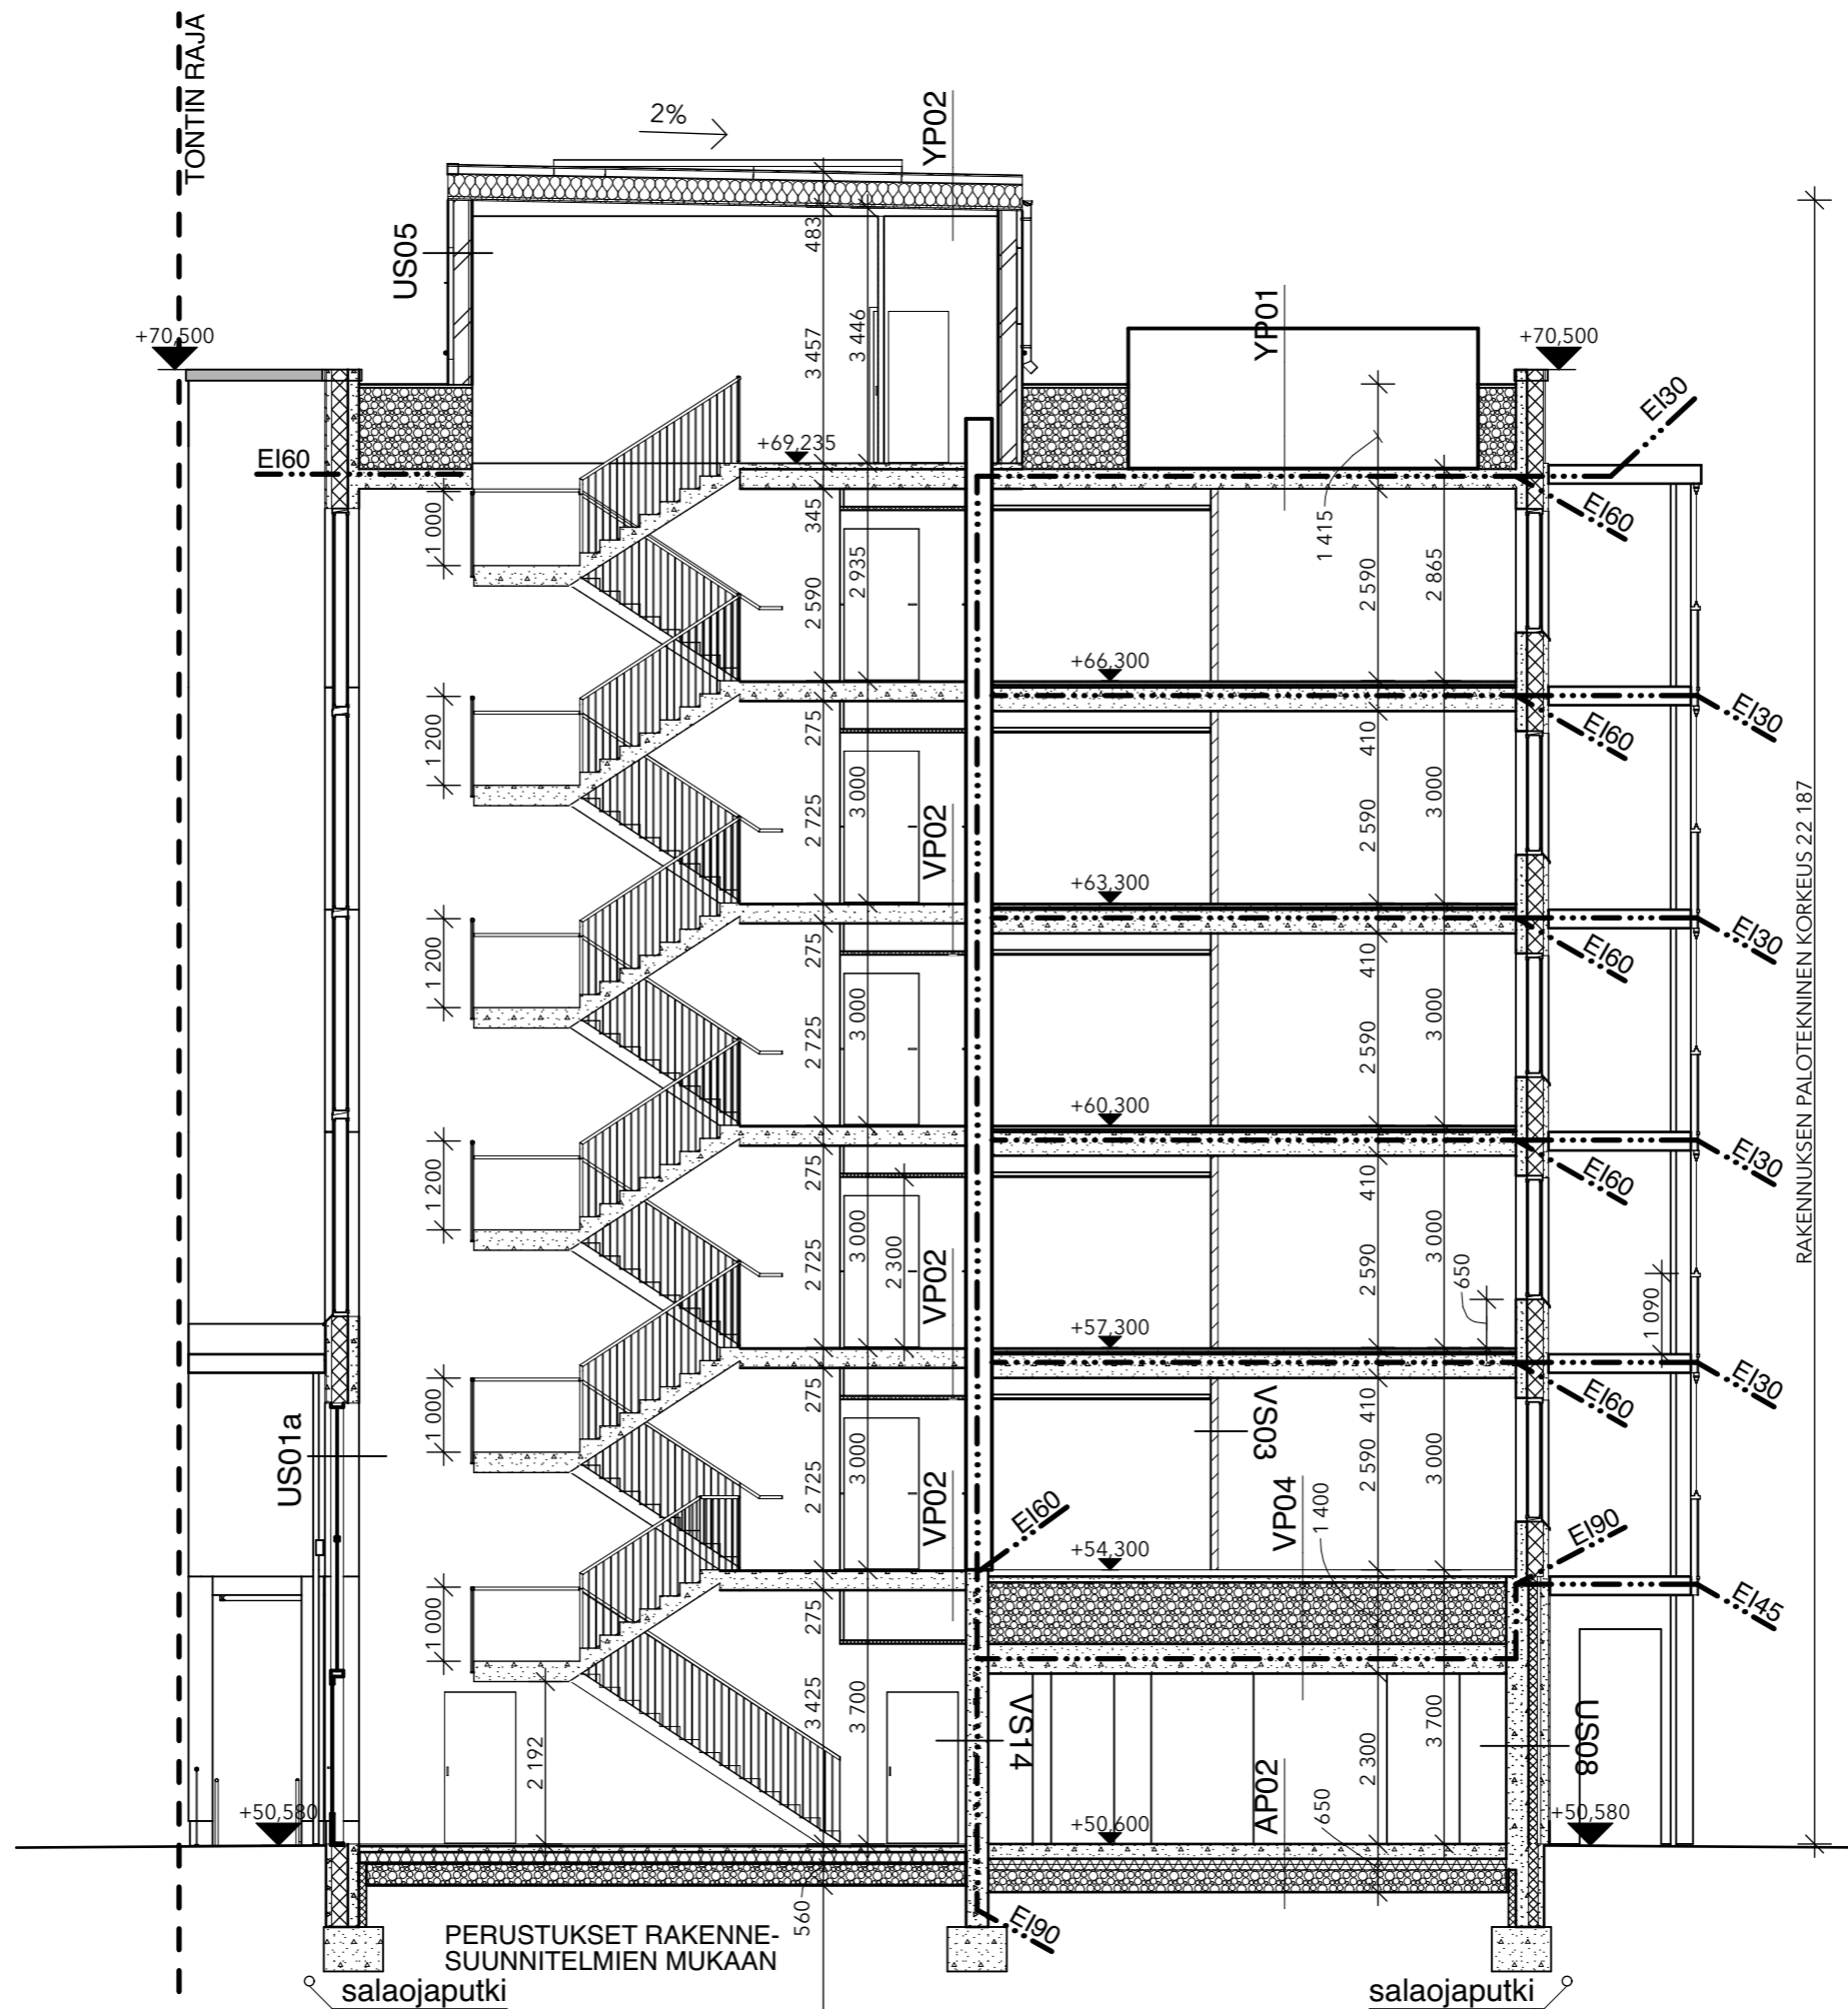 TONTIN RAJA
2%
YP02
US05
483
3 457
3 446
YP01
+70,500
+70,500
EI30
EI60
+69,235
EI60
1 000
345
2 935
2 590
1 415
2 590
2 865
+66,300
EI30
EI60
1 200
275
410
3 000
2 725
3 000
VP02
2 590
RAKENNUKSEN PALOTEKNINEN KORKEUS 22 187
+63,300
EI30
EI60
1 200
275
410
2 725
3 000
2 590
3 000
+60,300
EI30
EI60
1 200
275
410
2 725
3 000
2 300
VP02
2 590
3 000
650
1 090
+57,300
EI30
EI60
1 000
275
410
VS03
US01a
2 725
3 000
VP02
2 590
3 000
VP04
1 400
EI60
EI90
+54,300
EI45
1 000
275
3 425
3 700
2 192
VS14
2 300
3 700
US08
AP02
650
+50,580
+50,600
+50,580
560
EI90
PERUSTUKSET RAKENNE-
SUUNNITELMIEN MUKAAN
salaojaputki
salaojaputki